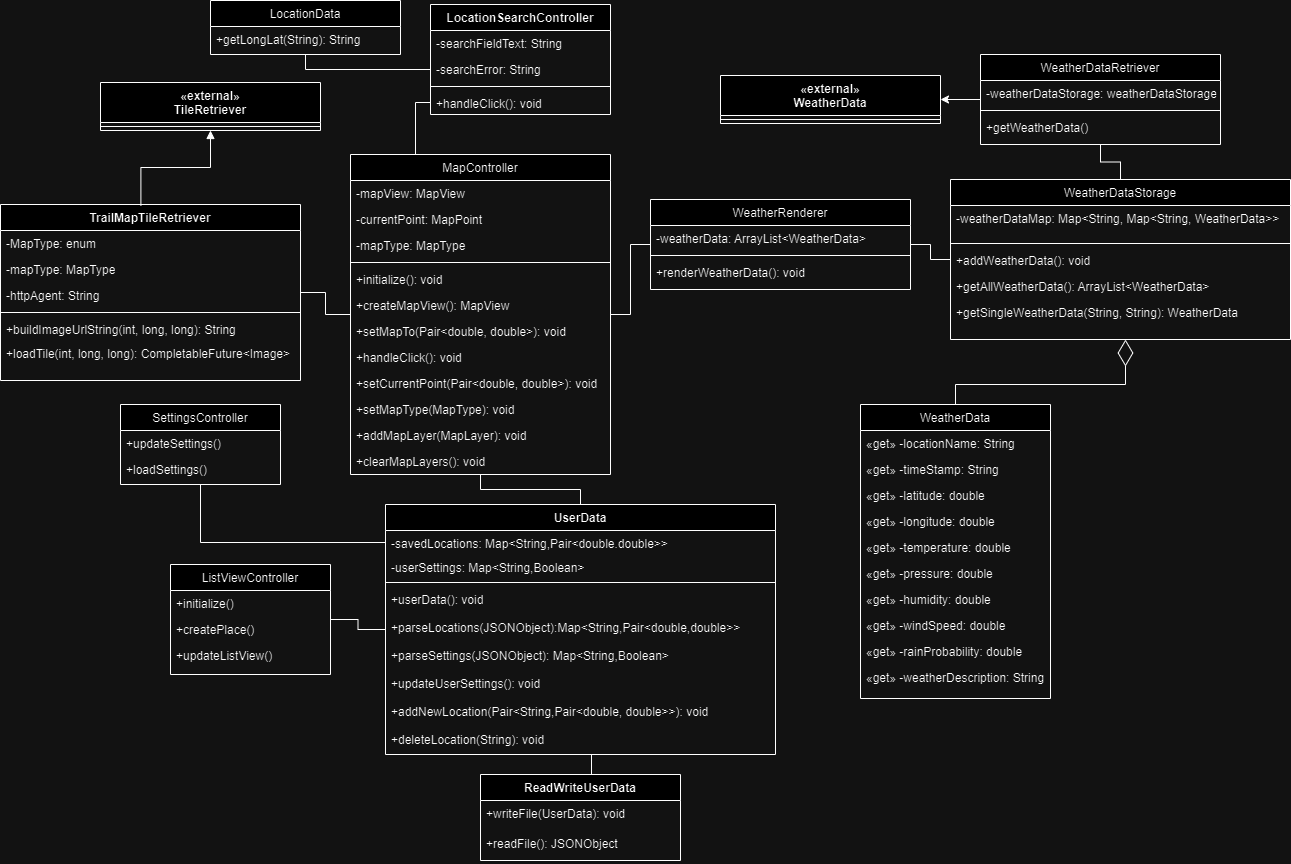 LocationData
+getLongLat(String): String
LocationSearchController
-searchFieldText: String
-searchError: String
+handleClick(): void
«external»
TileRetriever
«external»
WeatherData
WeatherDataRetriever
-weatherDataStorage: weatherDataStorage
+getWeatherData()
TrailMapTileRetriever
-MapType: enum
-mapType: MapType
-httpAgent: String
+buildImageUrlString(int, long, long): String
+loadTile(int, long, long): CompletableFuture<Image>
MapController
-mapView: MapView
-currentPoint: MapPoint
-mapType: MapType
+initialize(): void
+createMapView(): MapView
+setMapTo(Pair<double, double>): void
+handleClick(): void
+setCurrentPoint(Pair<double, double>): void
+setMapType(MapType): void
+addMapLayer(MapLayer): void
+clearMapLayers(): void
WeatherRenderer
-weatherData: ArrayList<WeatherData>
+renderWeatherData(): void
WeatherDataStorage
-weatherDataMap: Map<String, Map<String, WeatherData>>
+addWeatherData(): void
+getAllWeatherData(): ArrayList<WeatherData>
+getSingleWeatherData(String, String): WeatherData
SettingsController
+updateSettings()
+loadSettings()
WeatherData
«get» -locationName: String
«get» -timeStamp: String
«get» -latitude: double
«get» -longitude: double
«get» -temperature: double
«get» -pressure: double
«get» -humidity: double
«get» -windSpeed: double
«get» -rainProbability: double
«get» -weatherDescription: String
UserData
-savedLocations: Map<String,Pair<double.double>>
-userSettings: Map<String,Boolean>
+userData(): void
+parseLocations(JSONObject):Map<String,Pair<double,double>>
+parseSettings(JSONObject): Map<String,Boolean>
+updateUserSettings(): void
+addNewLocation(Pair<String,Pair<double, double>>): void
+deleteLocation(String): void
ListViewController
+initialize()
+createPlace()
+updateListView()
ReadWriteUserData
+writeFile(UserData): void
+readFile(): JSONObject